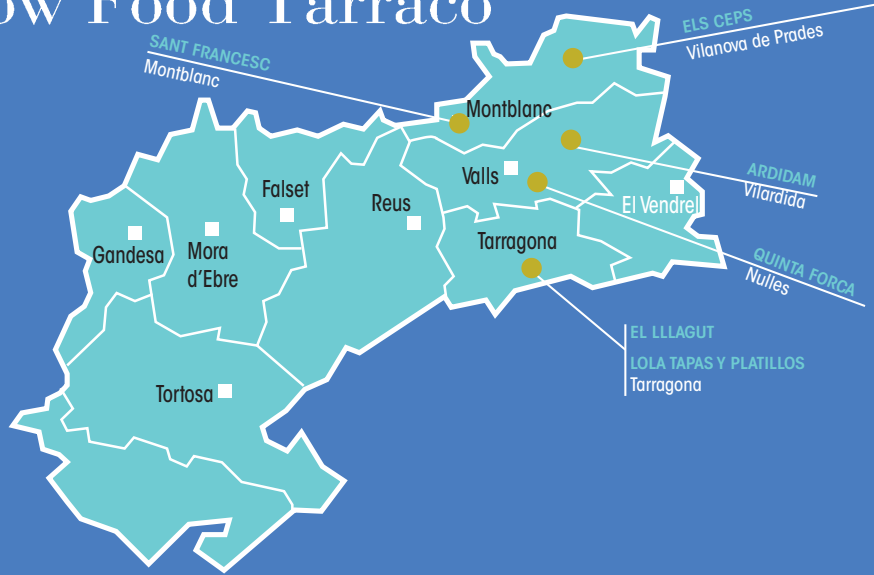 ow Food Tarraco
ELS CEPS
Vilanova de Prades
SANT FRANCESC
Montblanc
Montblanc
ARDIDAM
Vilardida
Valls
Falset
Reus
El Vendrel
Tarragona
Gandesa
Mora
d'Ebre
QUINTA FORCA
Nulles
EL LLLAGUT
LOLA TAPAS Y PLATILLOS
Tarragona
Tortosa